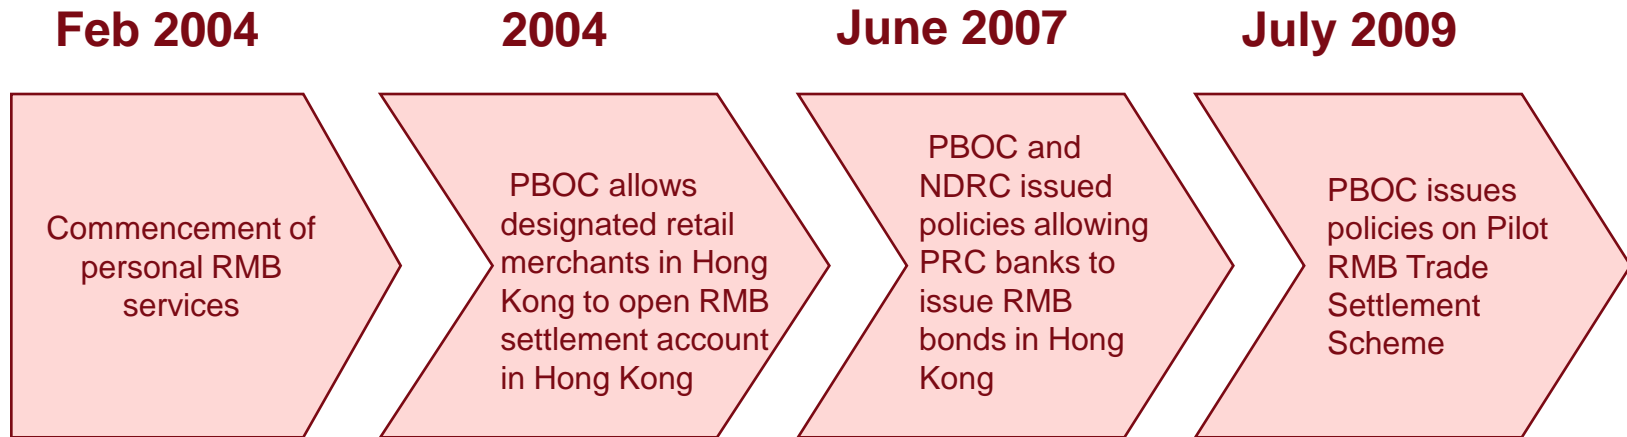 Feb 2004
2004
June 2007
July 2009
Commencement of
personal RMB
services
PBOC allows
designated retail
merchants in Hong
Kong to open RMB
settlement account
in Hong Kong
PBOC and
NDRC issued
policies allowing
PRC banks to
issue RMB
bonds in Hong
Kong
PBOC issues
policies on Pilot
RMB Trade
Settlement
Scheme